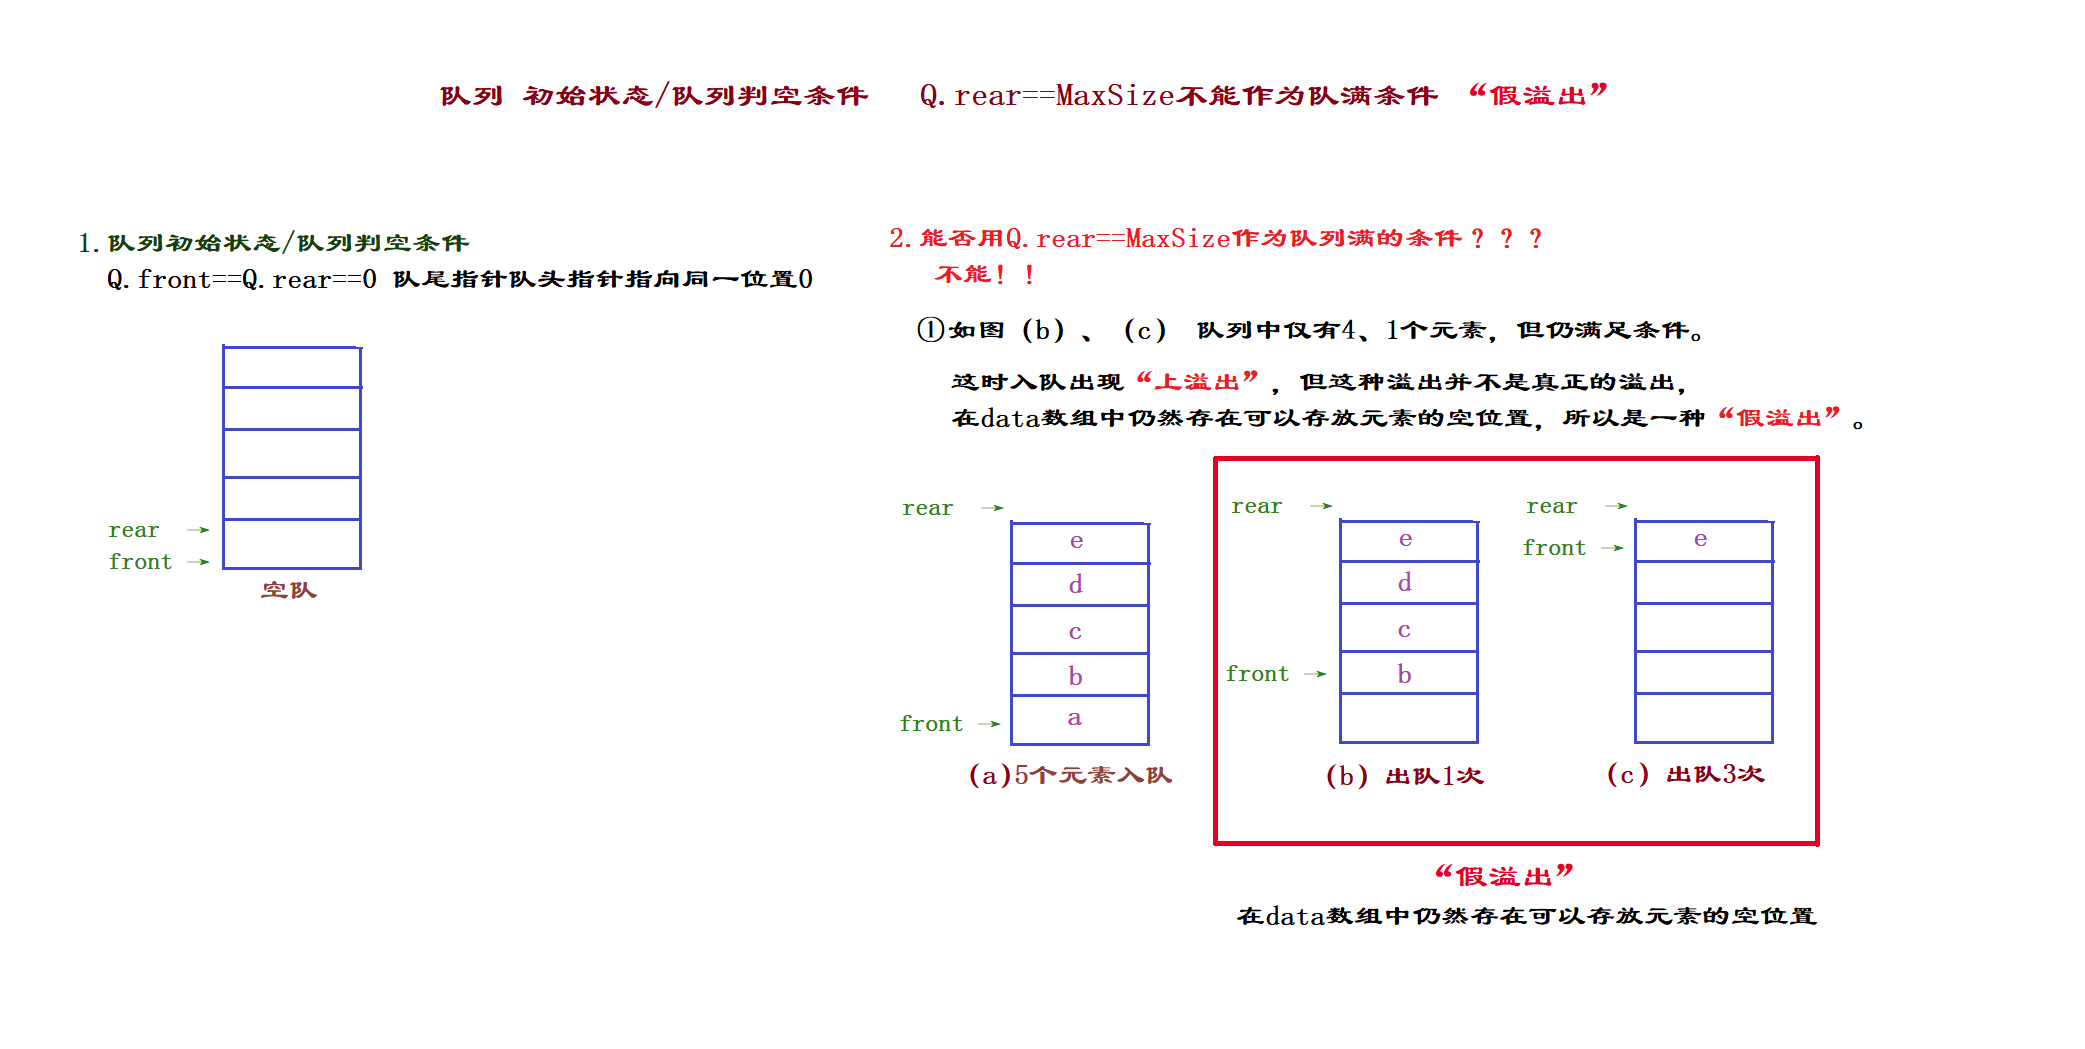 队列 初始状态/队列判空条件 Q.rear==MaxSize不能作为队满条件 “假溢出”
1.队列初始状态/队列判空条件
Q.front==Q.rear==0 队尾指针队头指针指向同一位置0
rear →
front →
空队
2.能否用Q.rear==MaxSize作为队列满的条件？？？
不能！！
①如图（b）、（c） 队列中仅有4、1个元素，但仍满足条件。
这时入队出现“上溢出”，但这种溢出并不是真正的溢出，
在data数组中仍然存在可以存放元素的空位置，所以是一种“假溢出”。
rear →
e
d
c
b
front →
a
(a)5个元素入队
rear →
e
d
c
front →
b
（b）出队1次
rear →
front →
e
（c）出队3次
“假溢出”
在data数组中仍然存在可以存放元素的空位置